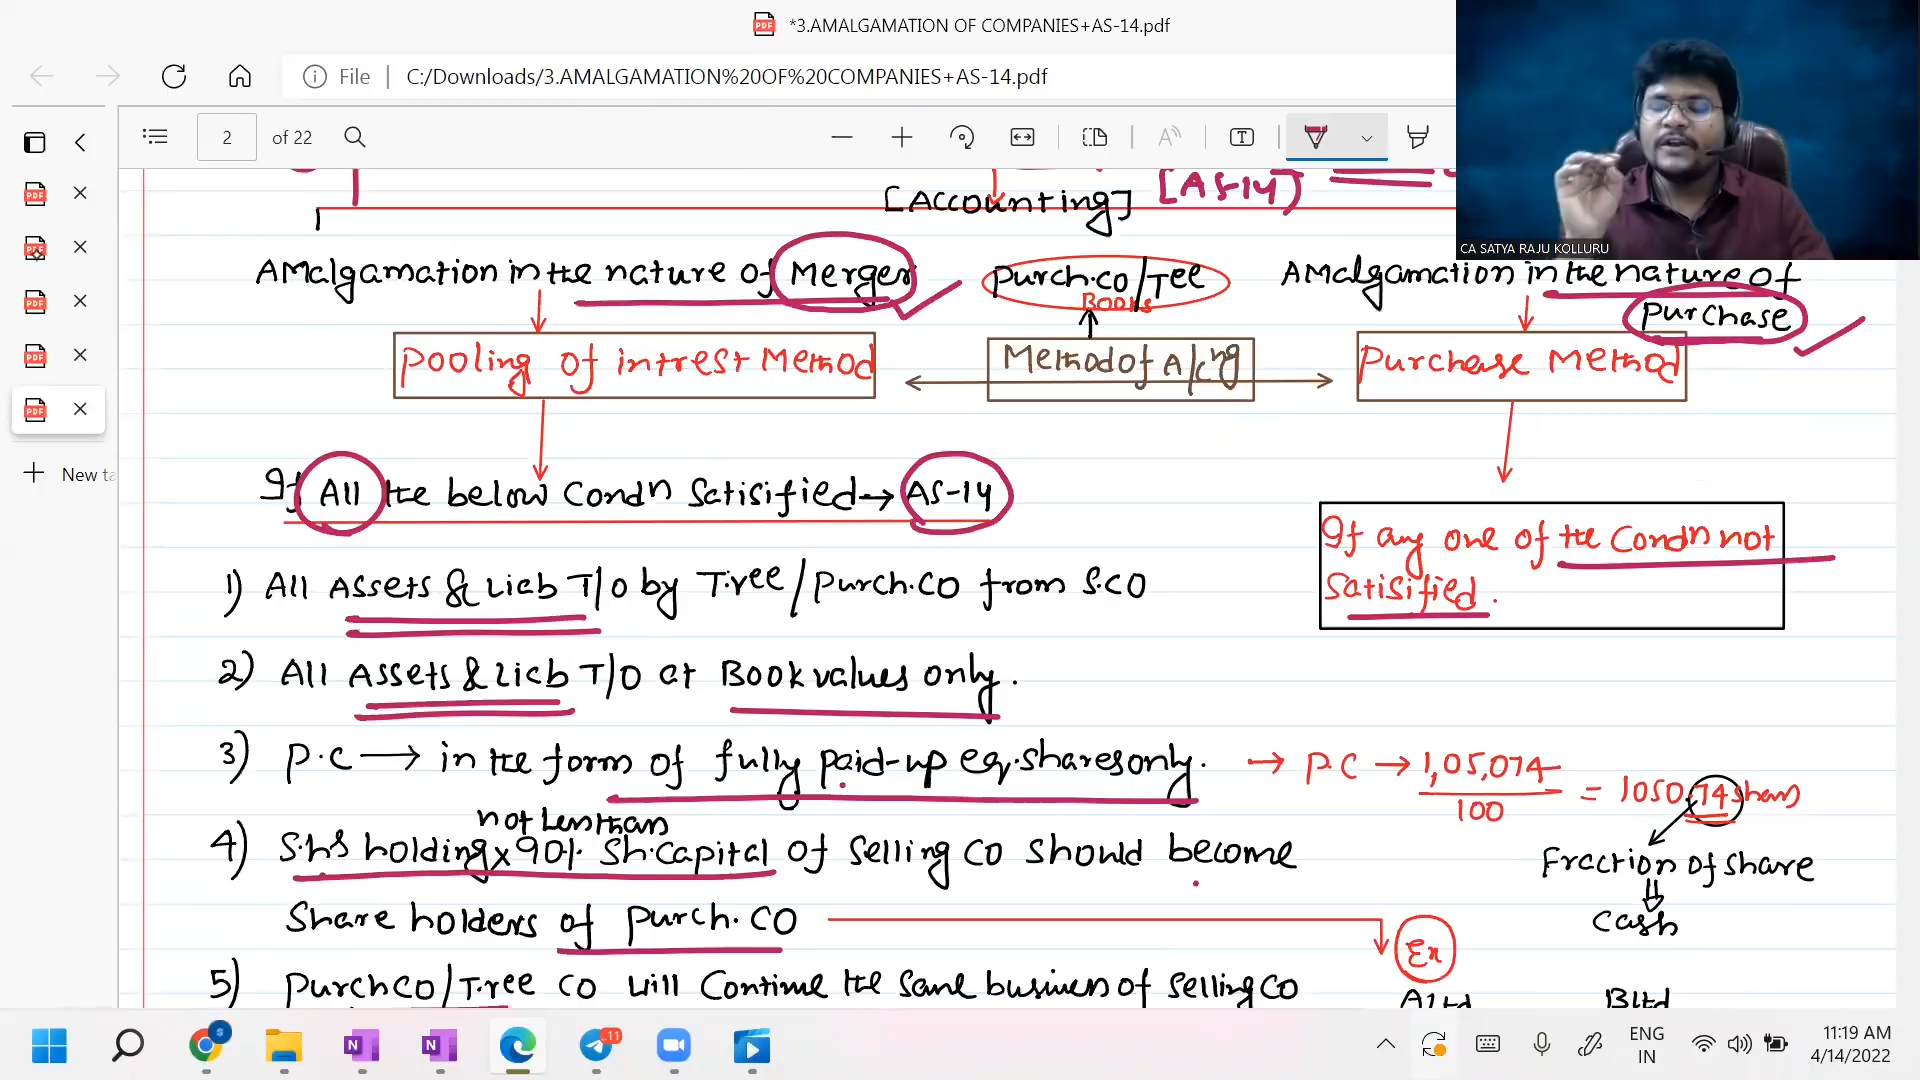 *3.AMALGAMATION OF COMPANIES+AS-14.pdf
File | C:/Downloads/3.AMALGAMATION%20OF%20COMPANIES+AS-14.pdf
CA SATYA RAJU KOLLURU
2 of 22
New ta
[Accounting] [AS-14]
Amalgamation in the nature of Merger
Purch.co/Tee
Books
Amalgamation in the nature of
Purchase
Pooling of intrest Method
Method of A/cng
Purchase Method
If All the below Condn Satisified → AS-14
If any one of the Condn not
Satisified.
1) All Assets & Liab T/o by T.ree/Purch.co from S.co
2) All Assets & Liab T/o at Book values only.
3) P.C → in the form of fully paid-up eq.shares only. → P.C → 1,05,074
100
= 1050.74 shares
not less than
4) S.hs holding x 90% Sh.capital of Selling Co should become
Share holders of Purch.co
Fraction of share
Cash
Ex
5) Purchco/T.ree co will Continue the same business of Selling Co
A Ltd
B Ltd
.11
ENG
IN
11:19 AM
4/14/2022